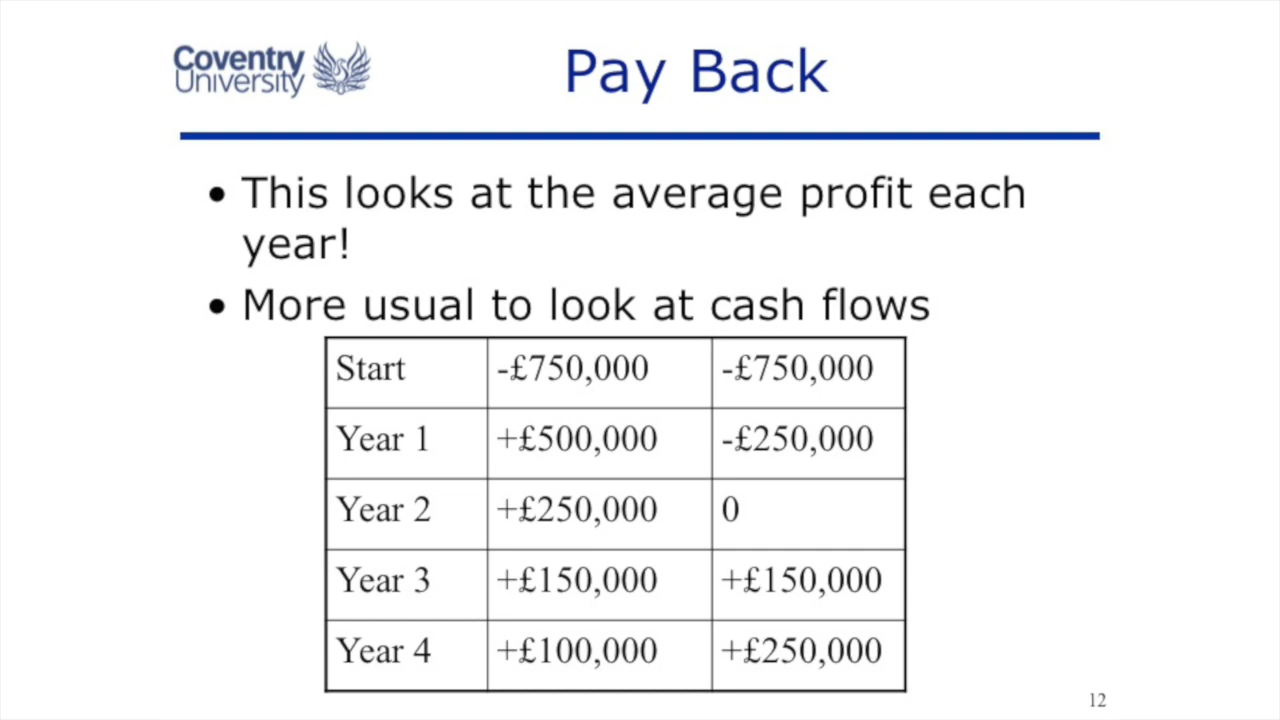 Coventry
University
Pay Back
• This looks at the average profit each
year!
• More usual to look at cash flows
Start -£750,000 -£750,000
Year 1 +£500,000 -£250,000
Year 2 +£250,000 0
Year 3 +£150,000 +£150,000
Year 4 +£100,000 +£250,000
12